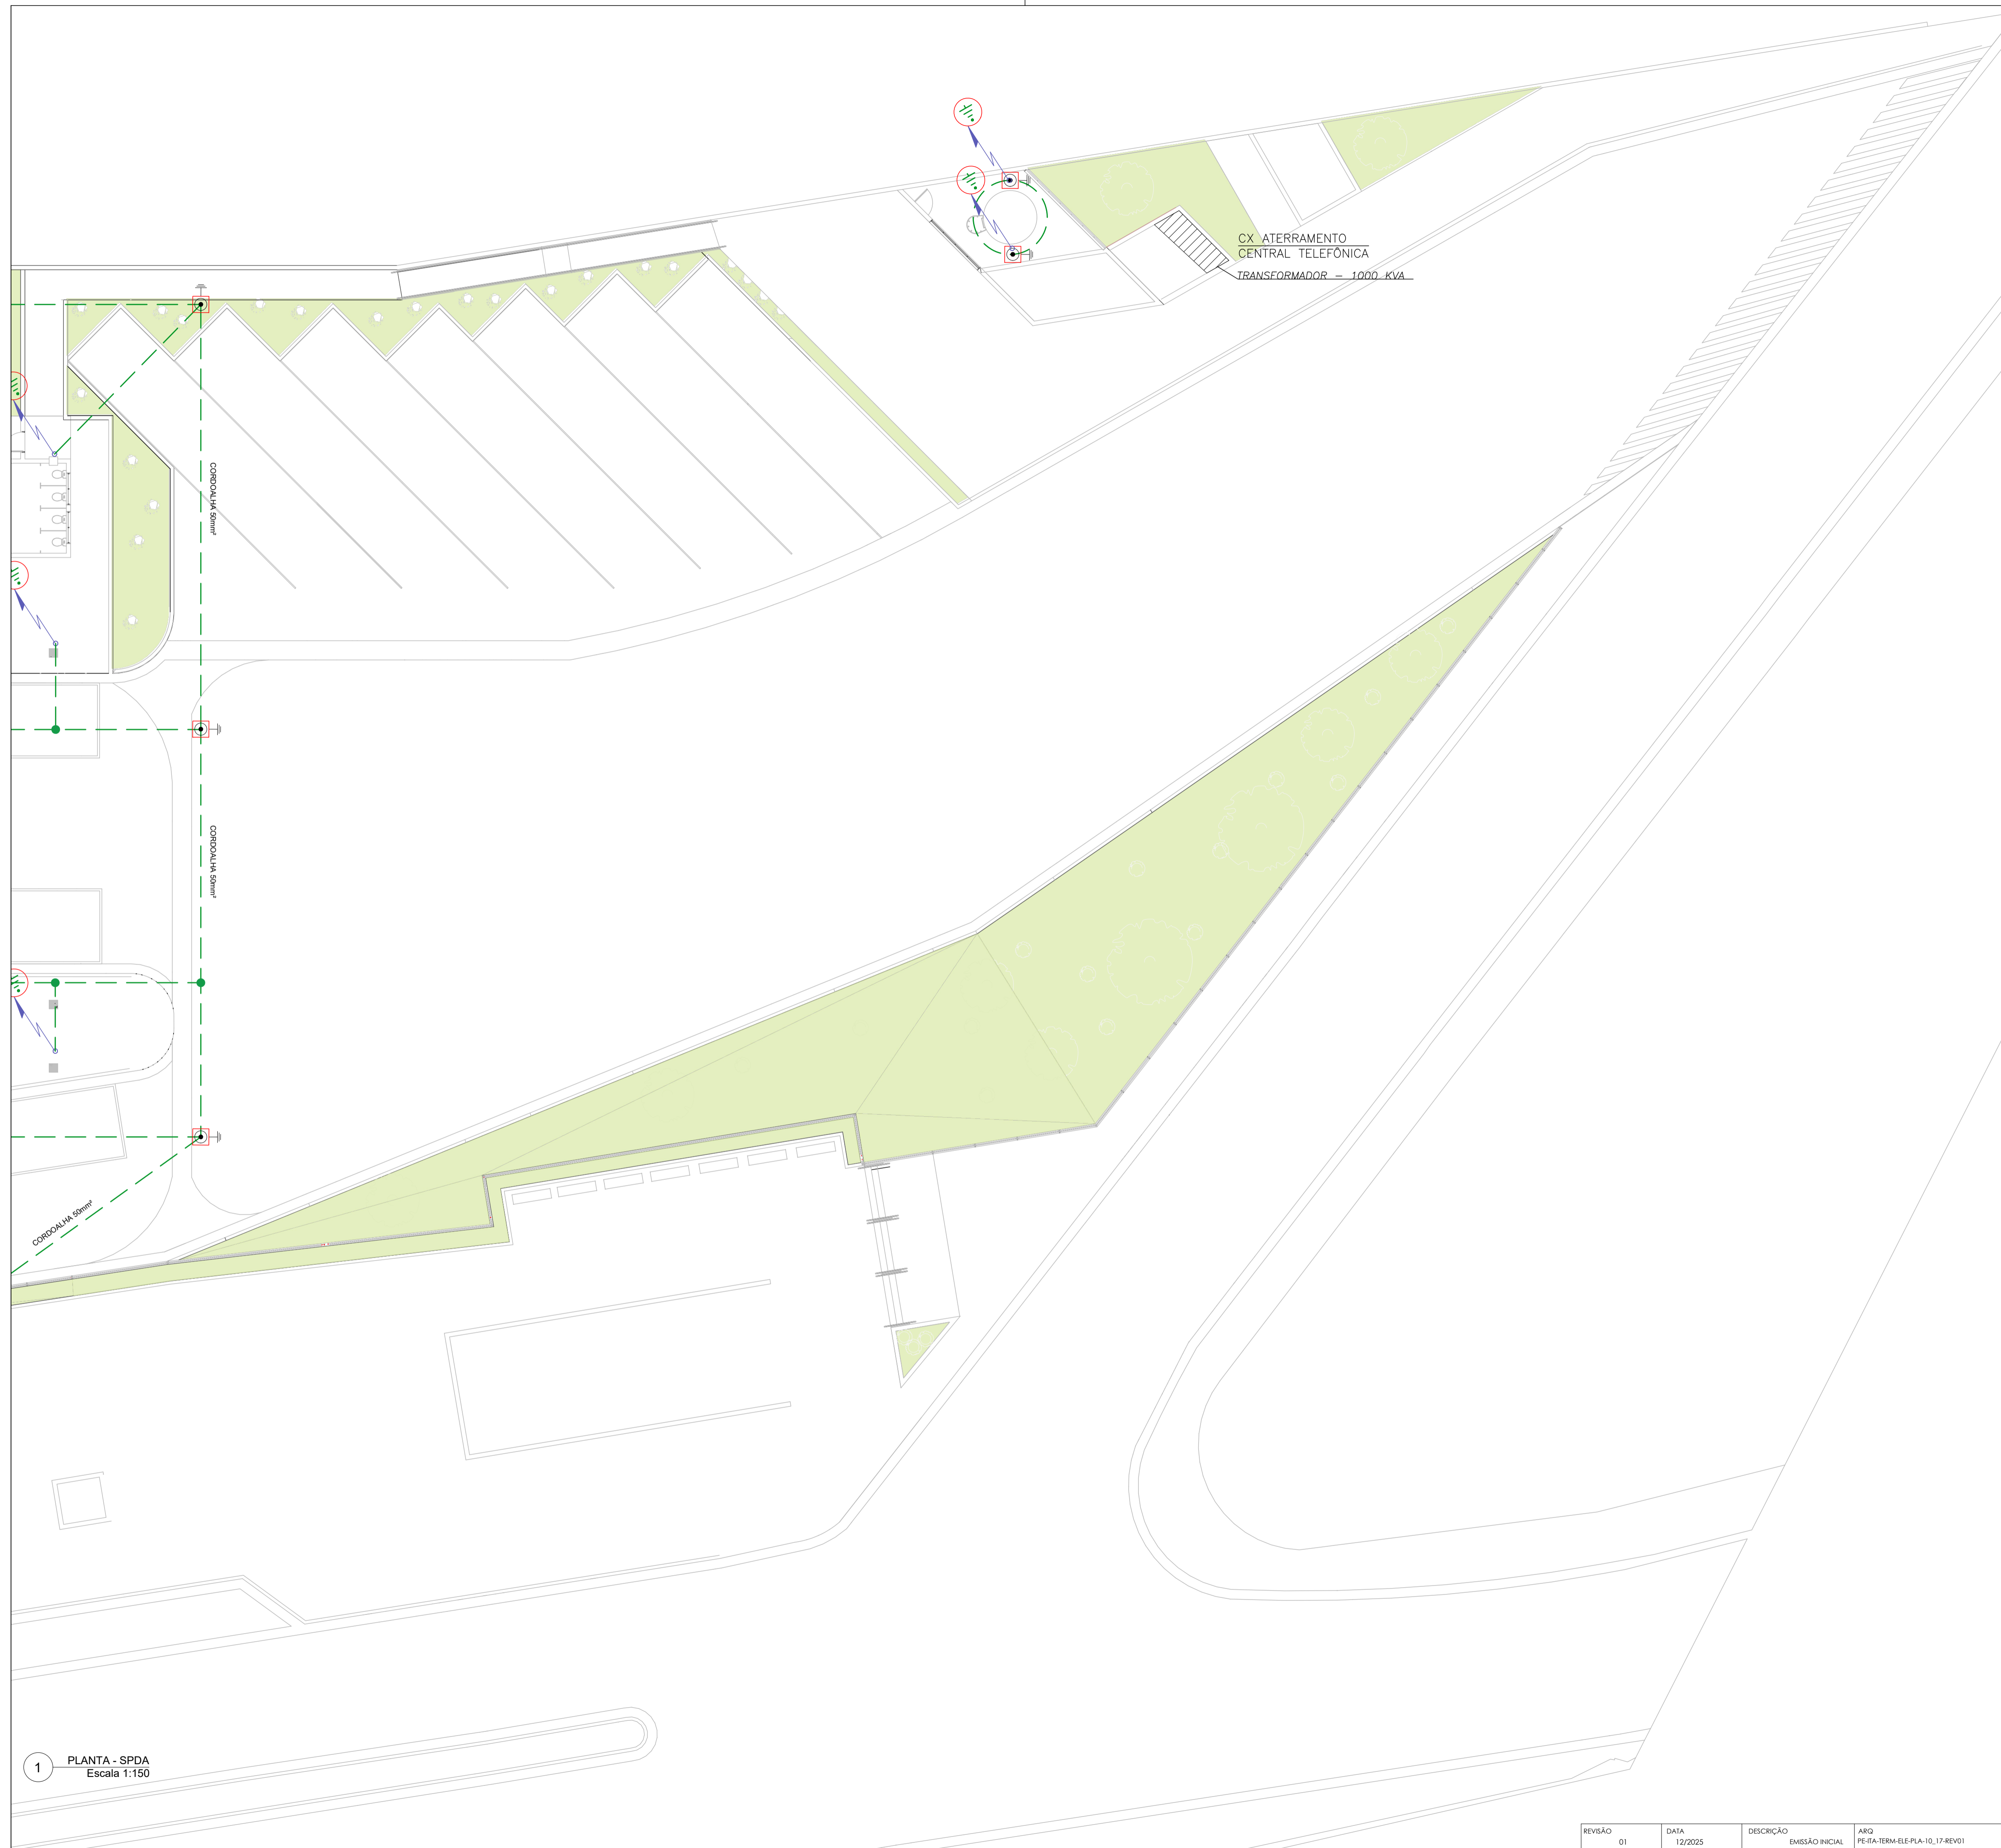 CX ATERRAMENTO
CENTRAL TELEFÔNICA
TRANSFORMADOR – 1000 KVA
CORDOALHA 50mm²
CORDOALHA 50mm²
CORDOALHA 50mm²
1
PLANTA - SPDA
Escala 1:150
REVISÃO DATA DESCRIÇÃO ARQ
01 12/2025 EMISSÃO INICIAL PE-ITA-TERM-ELE-PLA-10_17-REV01